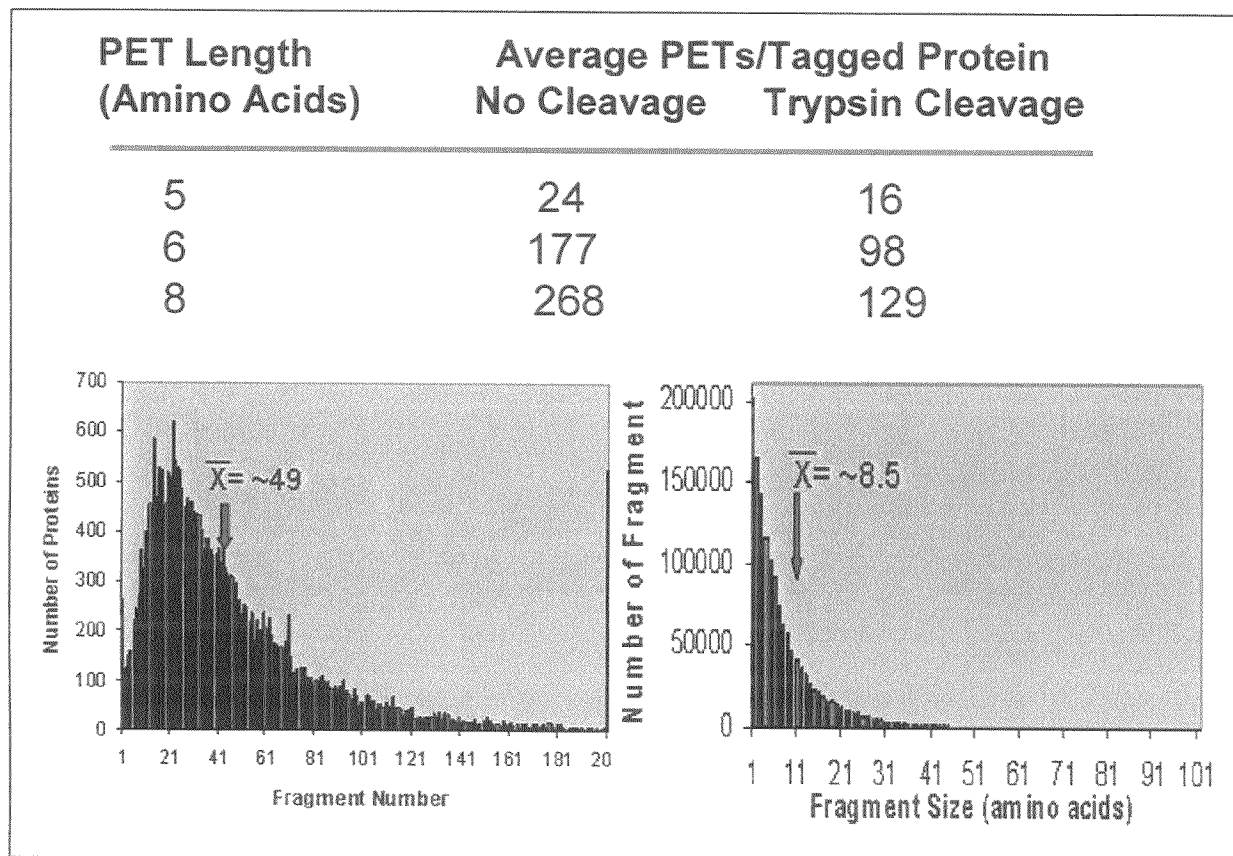 PET Length
(Amino Acids)
Average PETs/Tagged Protein
No Cleavage Trypsin Cleavage
5 24 16
6 177 98
8 268 129
700
600
500
400
300
200
100
0
Number of Proteins
X̅= ~49
1 21 41 61 81 101 121 141 161 181 20
Fragment Number
200000
150000
100000
50000
0
Number of Fragment
X̅= ~8.5
1 11 21 31 41 51 61 71 81 91 101
Fragment Size (amino acids)